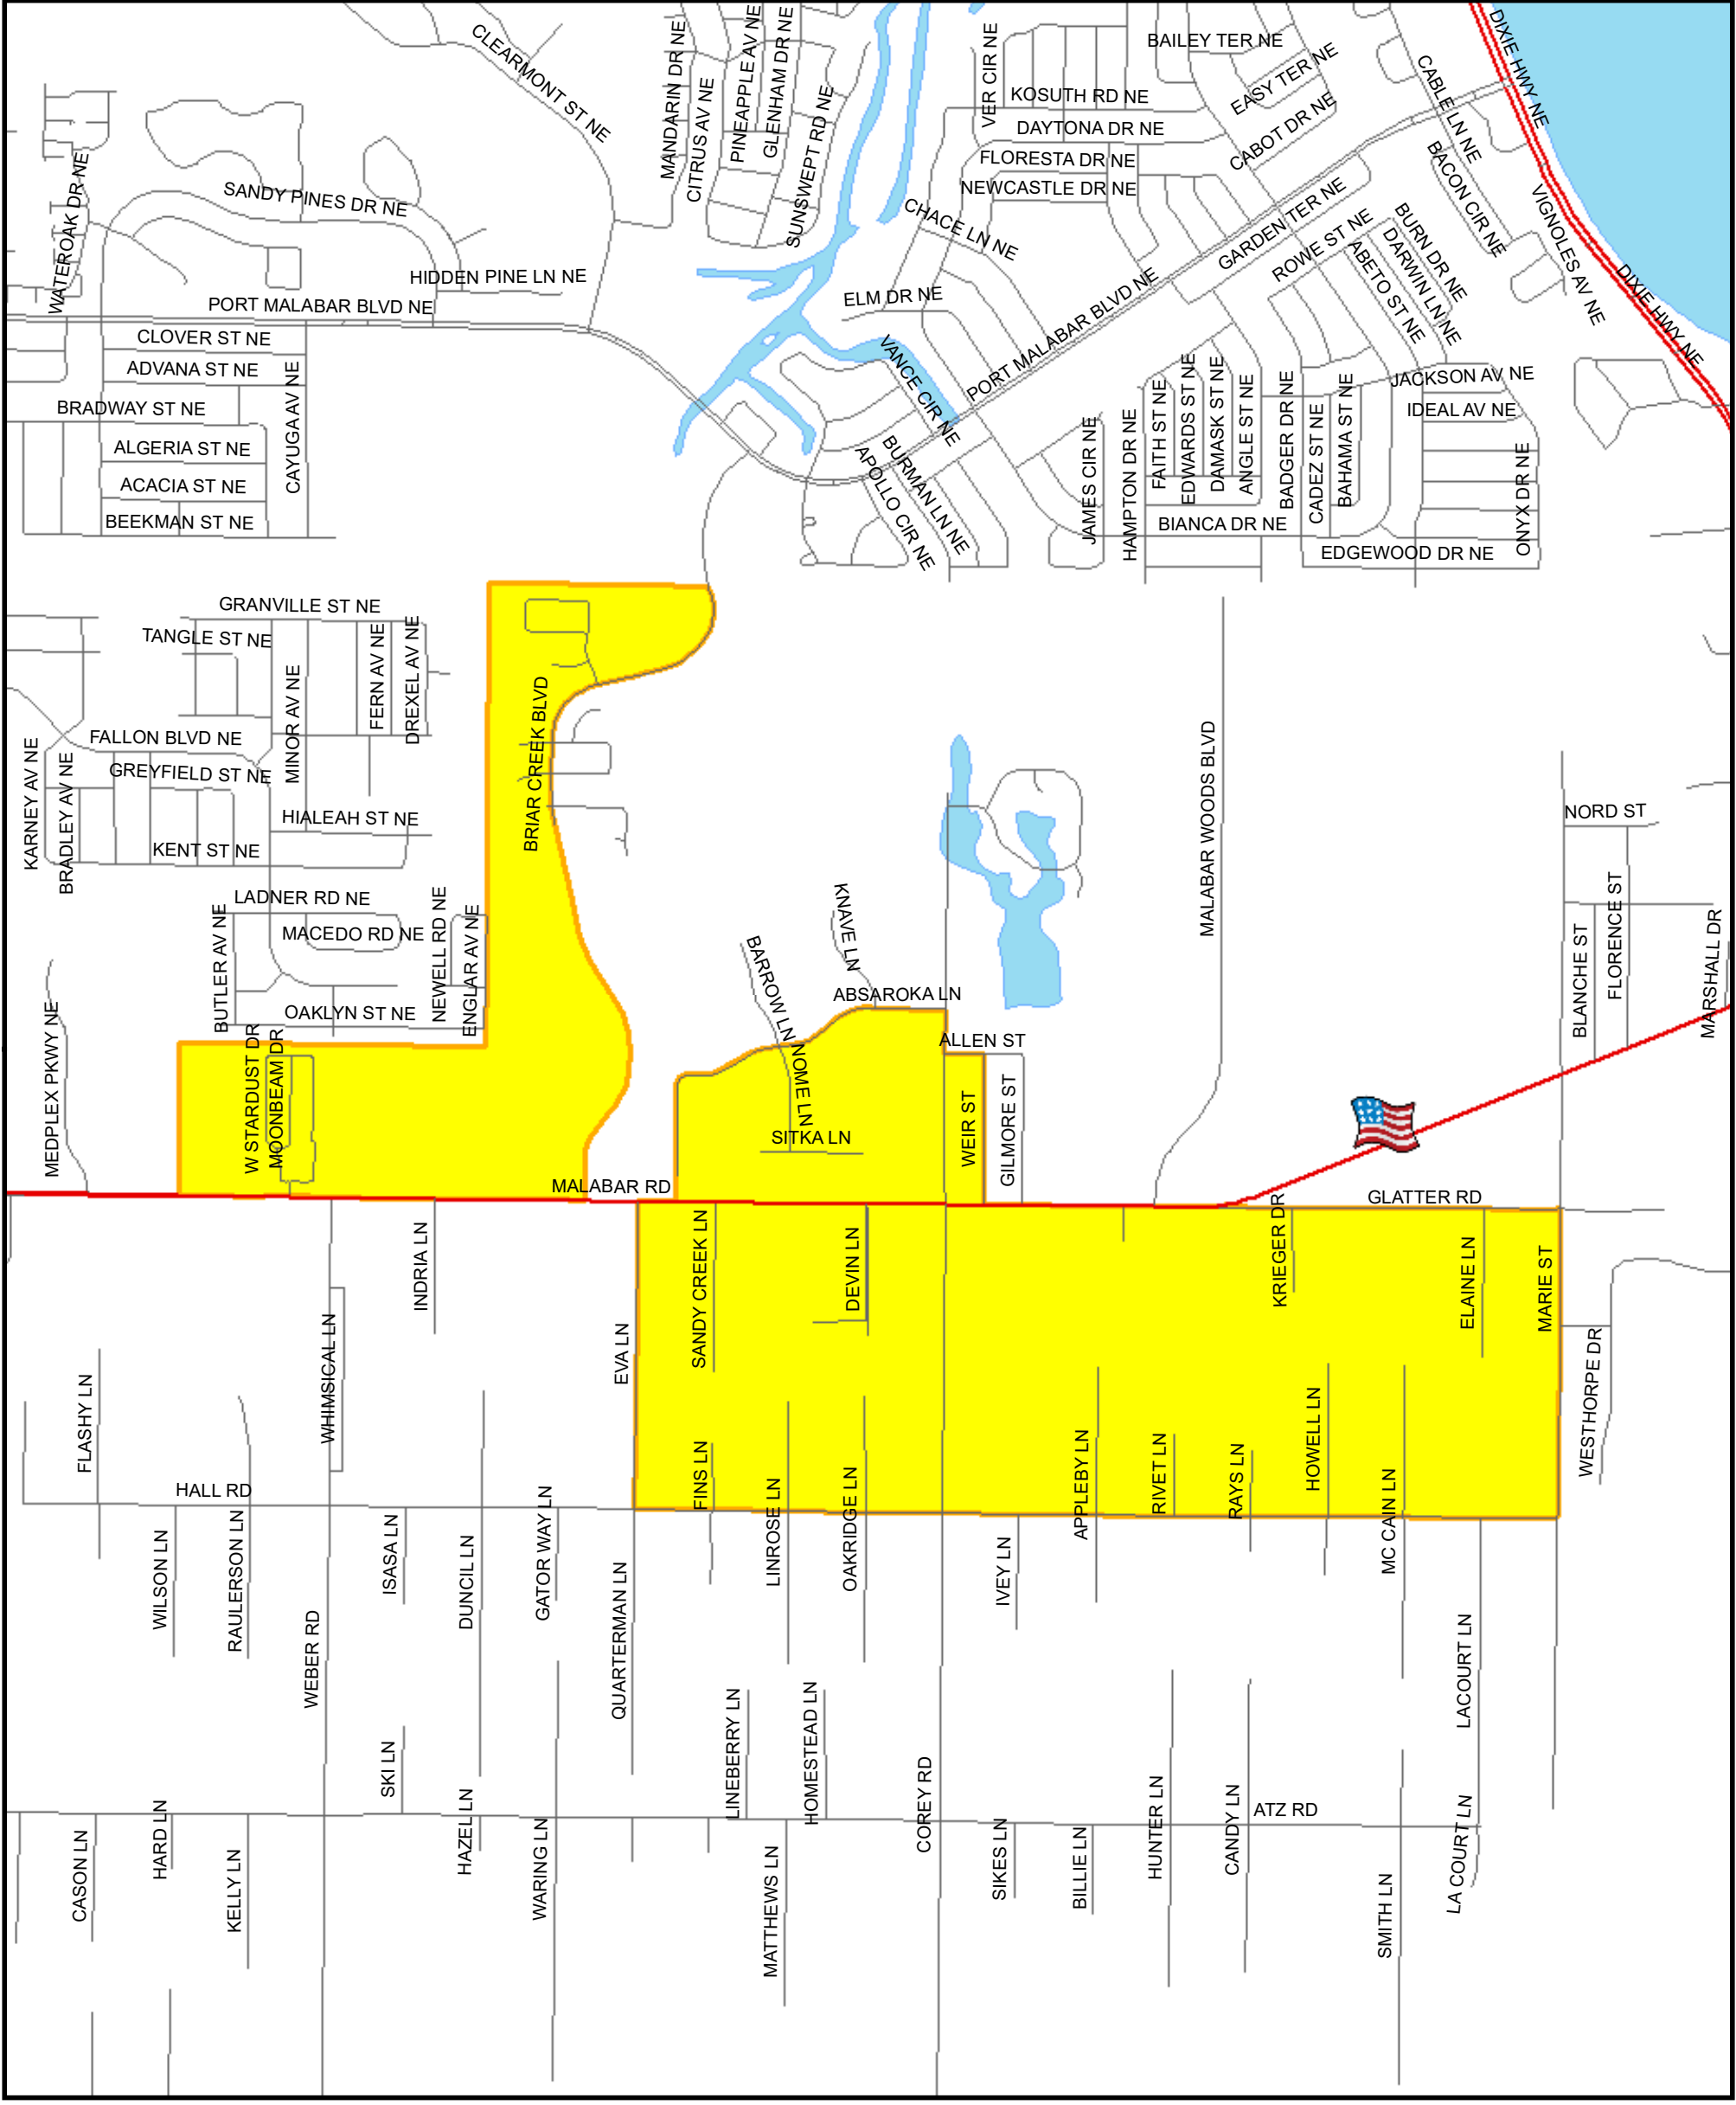 CLEARMONT ST NE
MANDARIN DR NE
CITRUS AV NE
PINEAPPLE AV NE
GLENHAM DR NE
SUNSWEPT RD NE
VER CIR NE
BAILEY TER NE
EASY TER NE
KOSUTH RD NE
CABOT DR NE
DAYTONA DR NE
FLORESTA DR NE
NEWCASTLE DR NE
CHACE LN NE
CABLE LN NE
BACON CIR NE
DIXIE HWY NE
VIGNOLES AV NE
DIXIE HWY NE
WATEROAK DR NE
SANDY PINES DR NE
HIDDEN PINE LN NE
PORT MALABAR BLVD NE
GARDEN TER NE
ROWE ST NE
BURN DR NE
DARWIN LN NE
ABETO ST NE
ELM DR NE
PORT MALABAR BLVD NE
VANCE CIR NE
CLOVER ST NE
ADVANA ST NE
BRADWAY ST NE
CAYUGA AV NE
ALGERIA ST NE
ACACIA ST NE
BEEKMAN ST NE
APOLLO CIR NE
BURMAN LN NE
JAMES CIR NE
HAMPTON DR NE
FAITH ST NE
EDWARDS ST NE
DAMASK ST NE
ANGLE ST NE
BADGER DR NE
CADEZ ST NE
BAHAMA ST NE
JACKSON AV NE
IDEAL AV NE
ONYX DR NE
BIANCA DR NE
EDGEWOOD DR NE
GRANVILLE ST NE
TANGLE ST NE
MINOR AV NE
FERN AV NE
DREXEL AV NE
FALLON BLVD NE
GREYFIELD ST NE
KARNEY AV NE
BRADLEY AV NE
HIALEAH ST NE
KENT ST NE
BRIAR CREEK BLVD
MALABAR WOODS BLVD
NORD ST
LADNER RD NE
MACEDO RD NE
BUTLER AV NE
NEWELL RD NE
ENGLAR AV NE
OAKLYN ST NE
KNAVE LN
BARROW LN
ABSAROKA LN
NOME LN
ALLEN ST
BLANCHE ST
FLORENCE ST
MARSHALL DR
MEDPLEX PKWY NE
W STARDUST DR
MOONBEAM DR
SITKA LN
WEIR ST
GILMORE ST
MALABAR RD
GLATTER RD
INDRIA LN
SANDY CREEK LN
DEVIN LN
KRIEGER DR
ELAINE LN
MARIE ST
WHIMSICAL LN
EVA LN
WESTHORPE DR
FLASHY LN
FINS LN
LINROSE LN
OAKRIDGE LN
APPLEBY LN
RIVET LN
RAYS LN
HOWELL LN
MC CAIN LN
HALL RD
WILSON LN
RAULERSON LN
ISASA LN
DUNCIL LN
GATOR WAY LN
QUARTERMAN LN
IVEY LN
WEBER RD
LACOURT LN
SKI LN
LINEBERRY LN
HOMESTEAD LN
COREY RD
ATZ RD
CASON LN
HARD LN
KELLY LN
HAZEL LN
WARING LN
MATTHEWS LN
SIKES LN
BILLIE LN
HUNTER LN
CANDY LN
SMITH LN
LA COURT LN